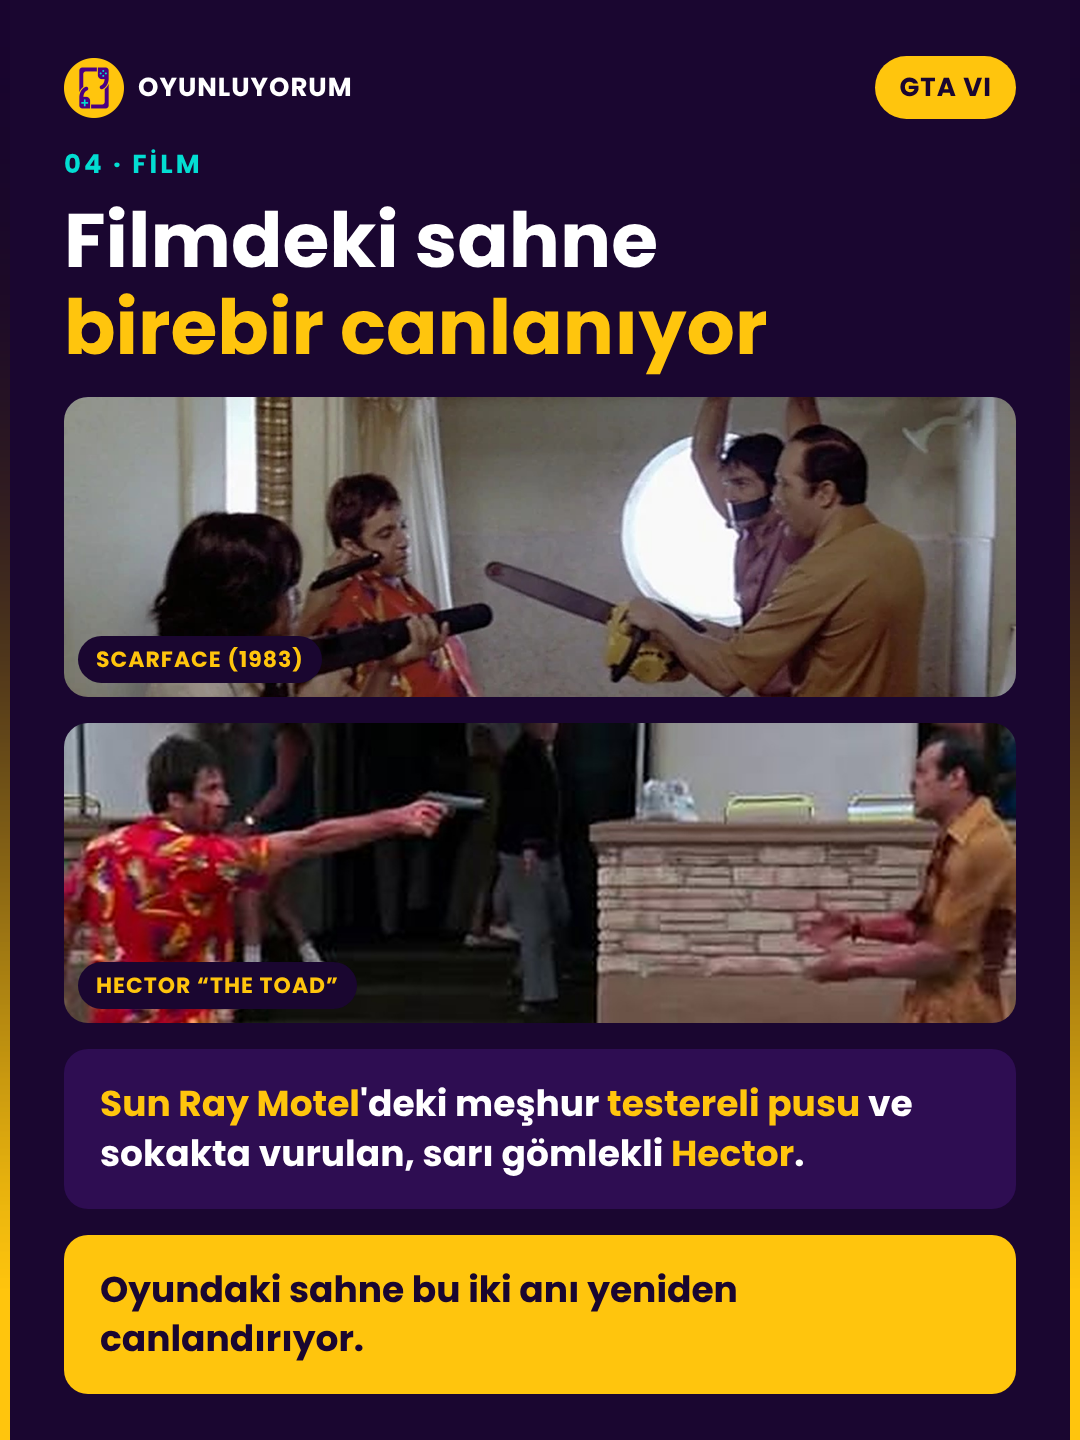 OYUNLUYORUM
GTA VI
04 · FİLM
Filmdeki sahne
birebir canlanıyor
SCARFACE (1983)
HECTOR “THE TOAD”
Sun Ray Motel'deki meşhur testereli pusu ve
sokakta vurulan, sarı gömlekli Hector.
Oyundaki sahne bu iki anı yeniden
canlandırıyor.